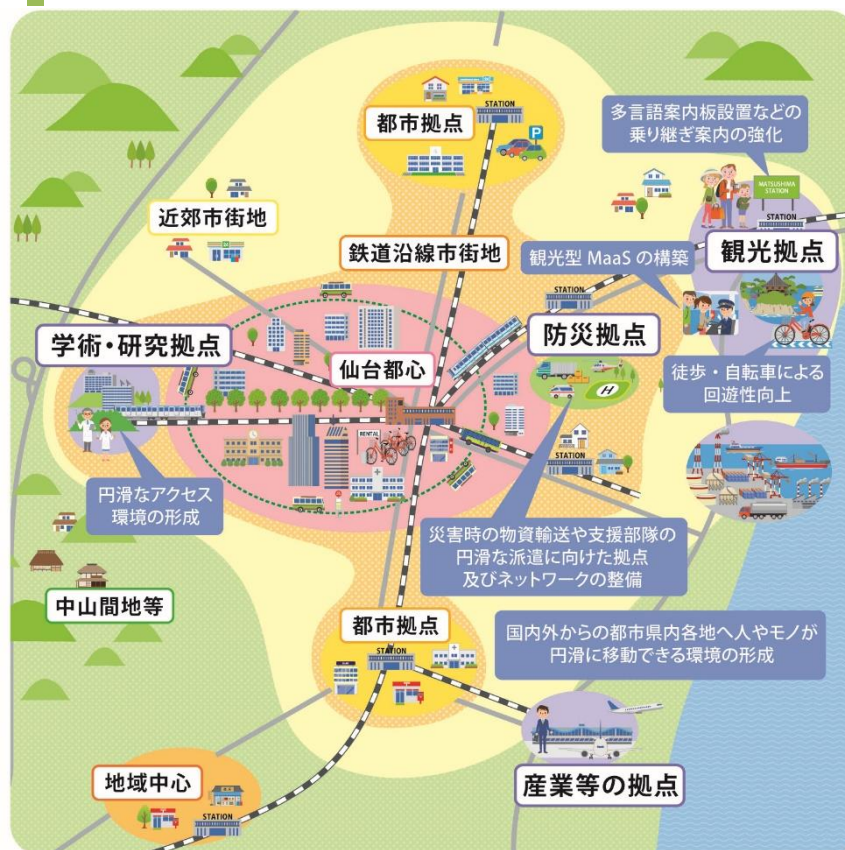 都市拠点
STATION
P
多言語案内板設置などの
乗り継ぎ案内の強化
MATSUSHIMA
STATION
STATION
近郊市街地
鉄道沿線市街地
観光型 MaaS の構築
観光拠点
STATION
学術・研究拠点
仙台都心
防災拠点
H
徒歩・自転車による
回遊性向上
RENTAL
STATION
円滑なアクセス
環境の形成
災害時の物資輸送や支援部隊の
円滑な派遣に向けた拠点
及びネットワークの整備
中山間地等
都市拠点
STATION
国内外からの都市県内各地へ人やモノが
円滑に移動できる環境の形成
地域中心
STATION
産業等の拠点